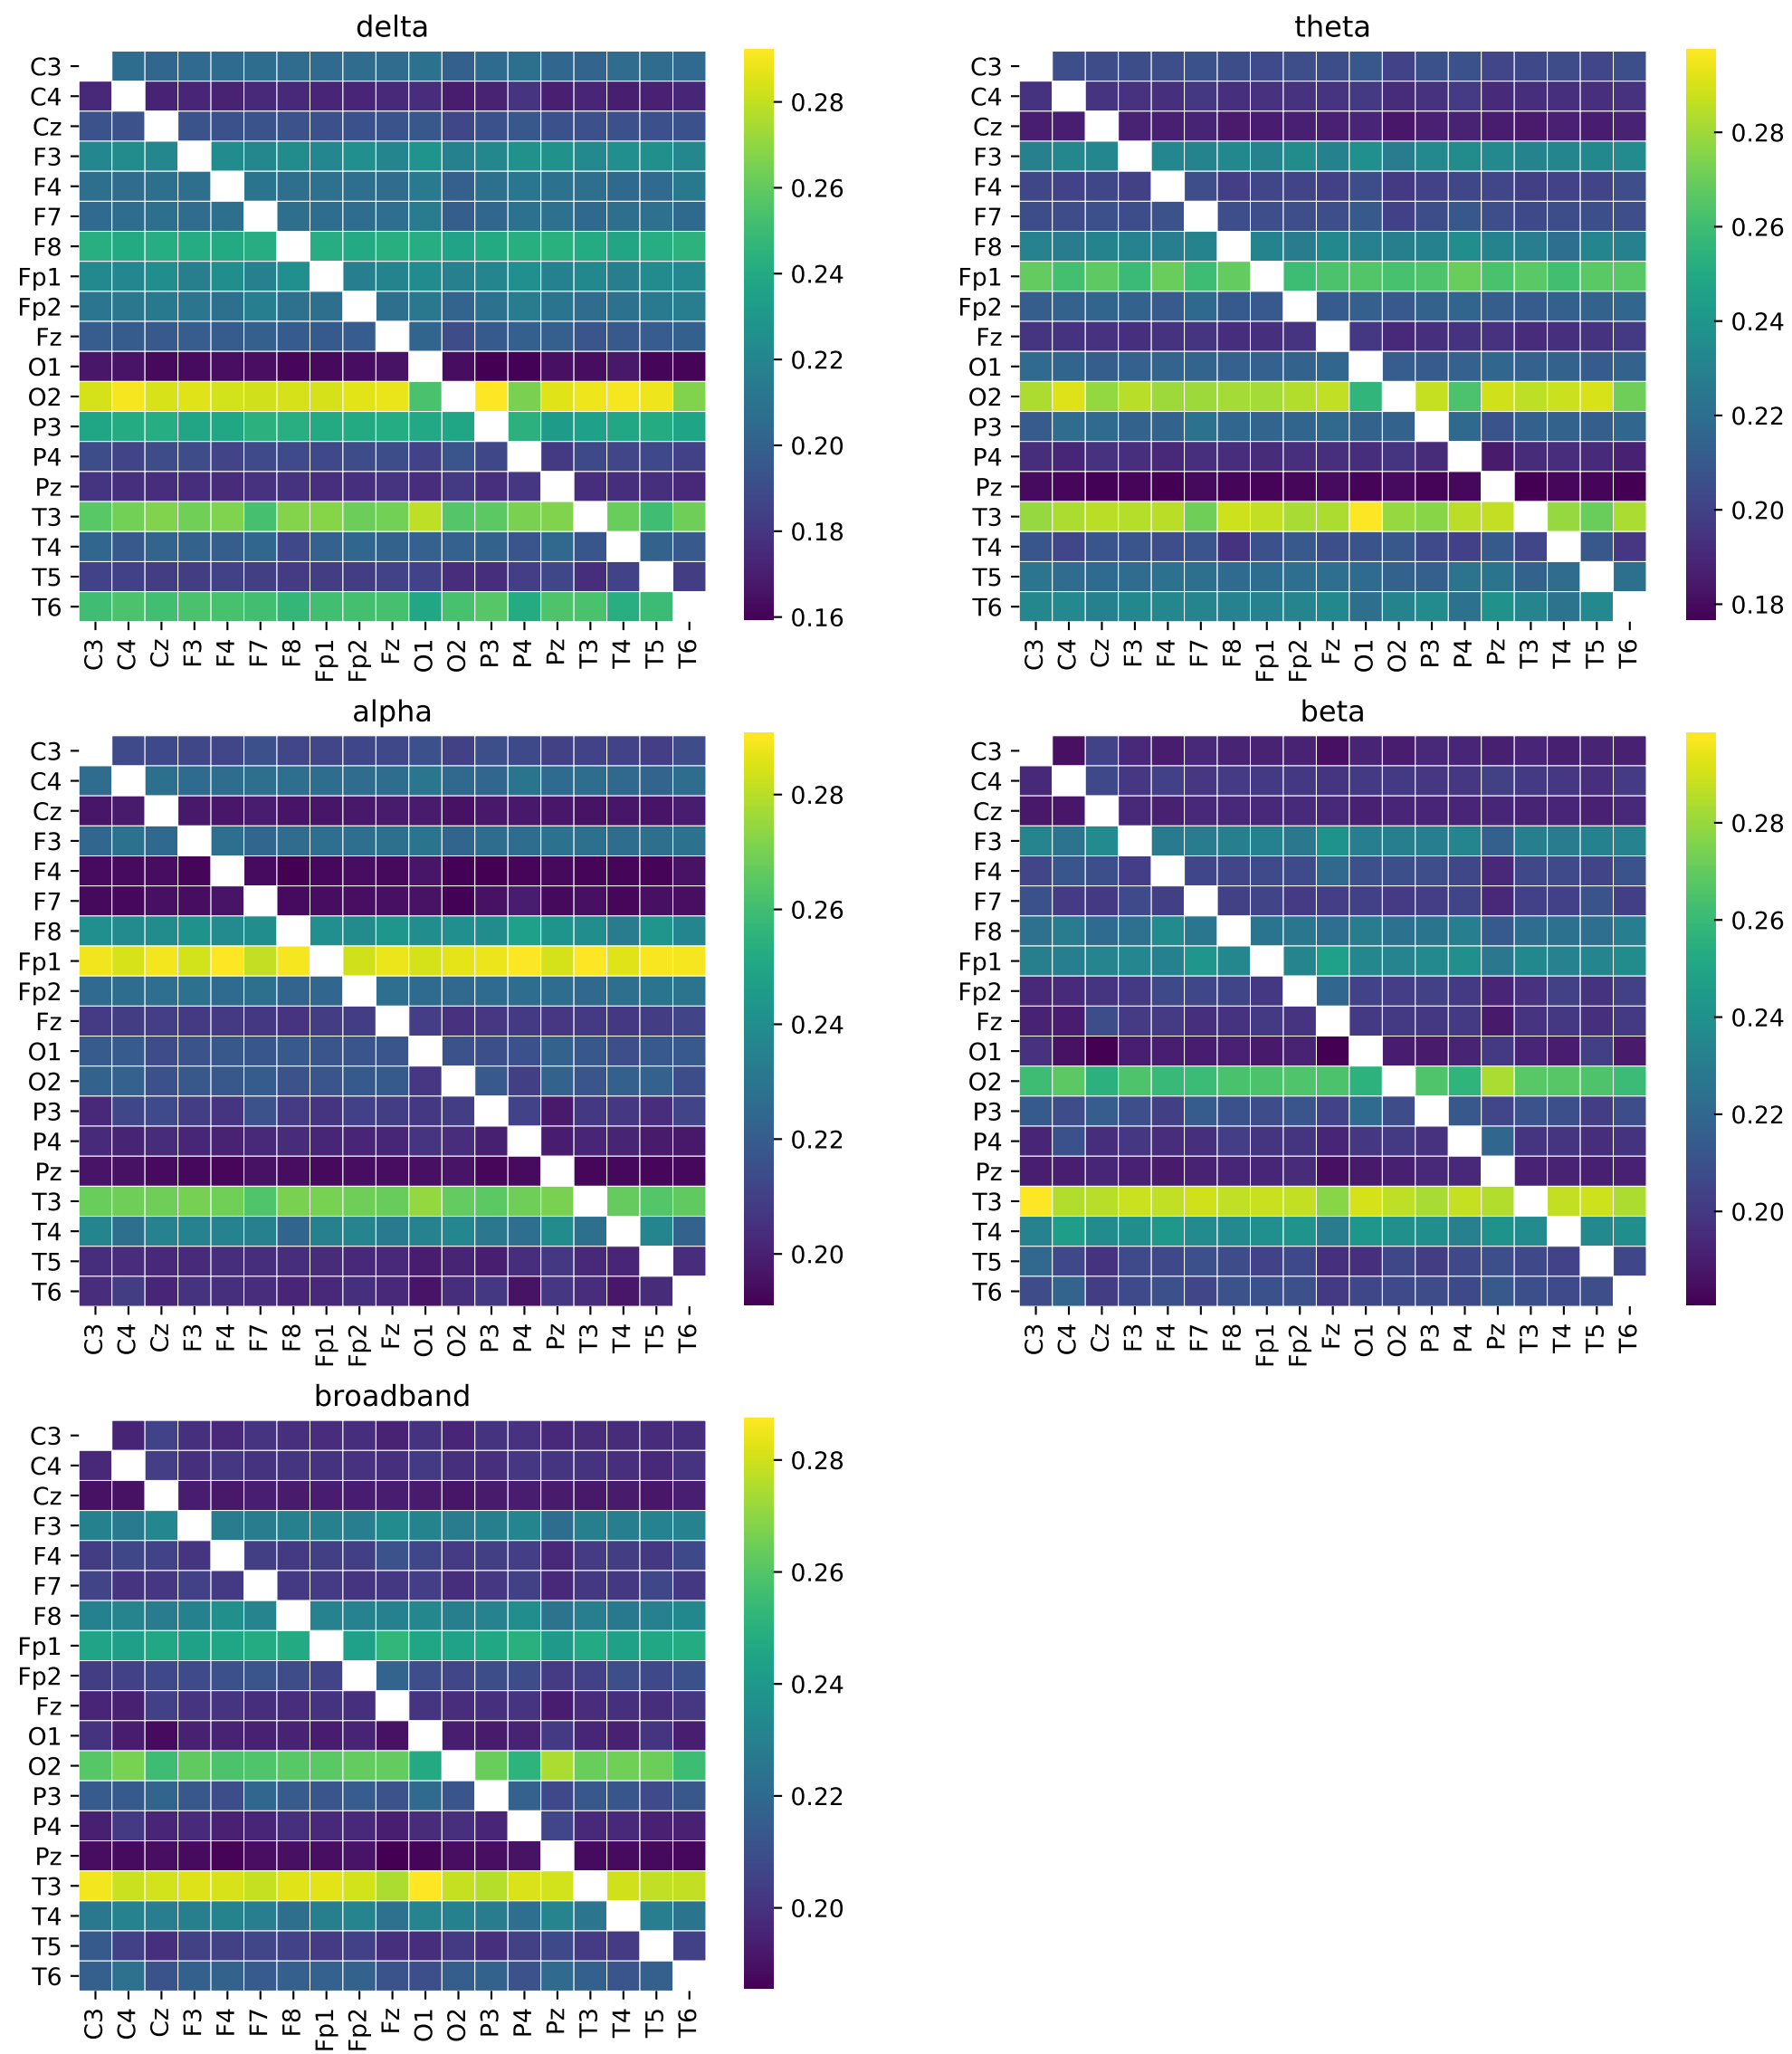 delta
C3
C4
Cz
F3
F4
F7
F8
Fp1
Fp2
Fz
O1
O2
P3
P4
Pz
T3
T4
T5
T6
C3 C4 Cz F3 F4 F7 F8 Fp1 Fp2 Fz O1 O2 P3 P4 Pz T3 T4 T5 T6
0.28
0.26
0.24
0.22
0.20
0.18
0.16
theta
C3
C4
Cz
F3
F4
F7
F8
Fp1
Fp2
Fz
O1
O2
P3
P4
Pz
T3
T4
T5
T6
C3 C4 Cz F3 F4 F7 F8 Fp1 Fp2 Fz O1 O2 P3 P4 Pz T3 T4 T5 T6
0.28
0.26
0.24
0.22
0.20
0.18
alpha
C3
C4
Cz
F3
F4
F7
F8
Fp1
Fp2
Fz
O1
O2
P3
P4
Pz
T3
T4
T5
T6
C3 C4 Cz F3 F4 F7 F8 Fp1 Fp2 Fz O1 O2 P3 P4 Pz T3 T4 T5 T6
0.28
0.26
0.24
0.22
0.20
beta
C3
C4
Cz
F3
F4
F7
F8
Fp1
Fp2
Fz
O1
O2
P3
P4
Pz
T3
T4
T5
T6
C3 C4 Cz F3 F4 F7 F8 Fp1 Fp2 Fz O1 O2 P3 P4 Pz T3 T4 T5 T6
0.28
0.26
0.24
0.22
0.20
broadband
C3
C4
Cz
F3
F4
F7
F8
Fp1
Fp2
Fz
O1
O2
P3
P4
Pz
T3
T4
T5
T6
C3 C4 Cz F3 F4 F7 F8 Fp1 Fp2 Fz O1 O2 P3 P4 Pz T3 T4 T5 T6
0.28
0.26
0.24
0.22
0.20